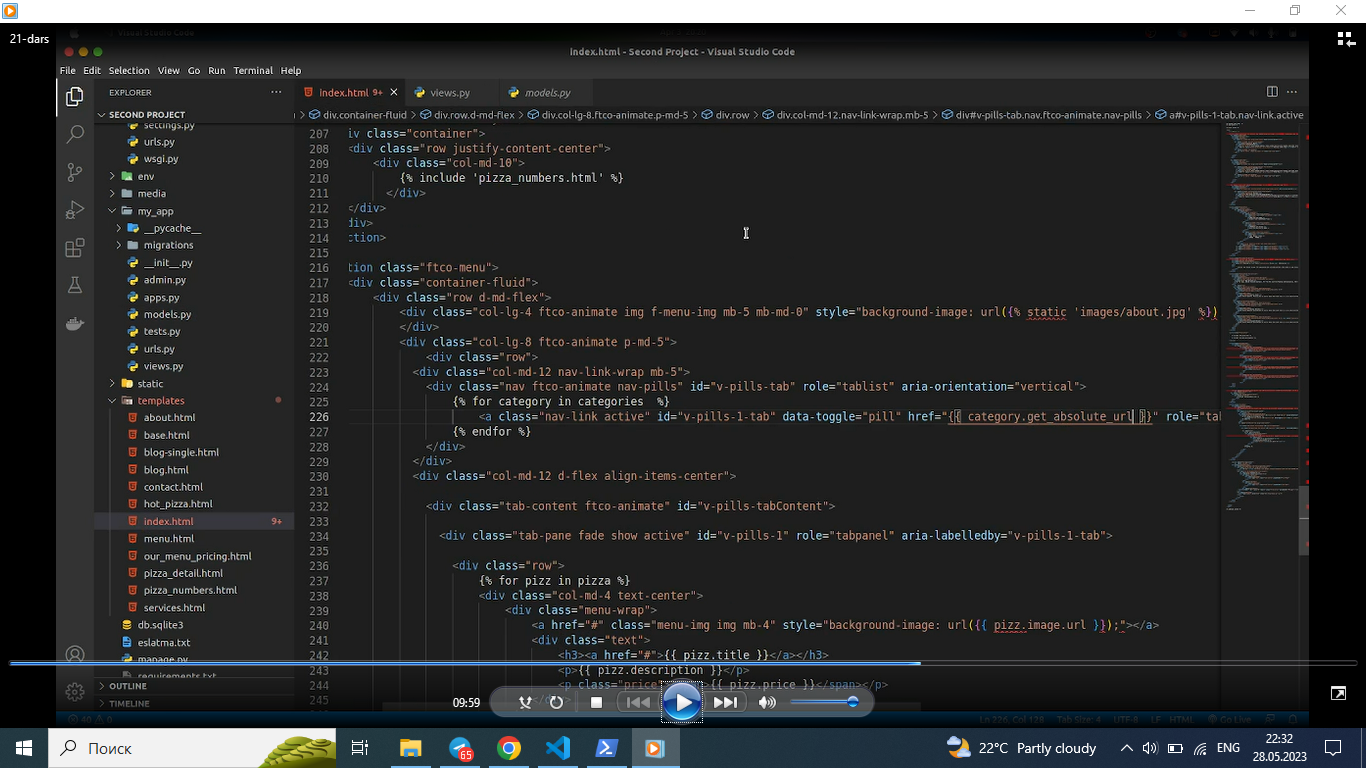 21-dars
Visual Studio Code
index.html - Second Project - Visual Studio Code
File Edit Selection View Go Run Terminal Help
EXPLORER ···
index.html 9+ × views.py models.py
div.container-fluid > div.row.d-md-flex > div.col-lg-8.ftco-animate.p-md-5 > div.row > div.col-md-12.nav-link-wrap.mb-5 > div#v-pills-tab.nav.ftco-animate.nav-pills > a#v-pills-1-tab.nav-link.active
SECOND PROJECT
settings.py
urls.py
wsgi.py
env
media
my_app
__pycache__
migrations
__init__.py
admin.py
apps.py
models.py
tests.py
urls.py
views.py
static
templates
about.html
base.html
blog-single.html
blog.html
contact.html
hot_pizza.html
index.html 9+
menu.html
our_menu_pricing.html
pizza_detail.html
pizza_numbers.html
services.html
db.sqlite3
eslatma.txt
manage.py
requirements.txt
OUTLINE
TIMELINE
207 iv class="container">
208 <div class="row justify-content-center">
209 <div class="col-md-10">
210 {% include 'pizza_numbers.html' %}
211 </div>
212 </div>
213 div>
214 ction>
215
216 tion class="ftco-menu">
217 <div class="container-fluid">
218 <div class="row d-md-flex">
219 <div class="col-lg-4 ftco-animate img f-menu-img mb-5 mb-md-0" style="background-image: url({% static 'images/about.jpg' %})
220 </div>
221 <div class="col-lg-8 ftco-animate p-md-5">
222 <div class="row">
223 <div class="col-md-12 nav-link-wrap mb-5">
224 <div class="nav ftco-animate nav-pills" id="v-pills-tab" role="tablist" aria-orientation="vertical">
225 {% for category in categories %}
226 <a class="nav-link active" id="v-pills-1-tab" data-toggle="pill" href="{{ category.get_absolute_url }}" role="tab
227 {% endfor %}
228 </div>
229 </div>
230 <div class="col-md-12 d-flex align-items-center">
231
232 <div class="tab-content ftco-animate" id="v-pills-tabContent">
233
234 <div class="tab-pane fade show active" id="v-pills-1" role="tabpanel" aria-labelledby="v-pills-1-tab">
235
236 <div class="row">
237 {% for pizz in pizza %}
238 <div class="col-md-4 text-center">
239 <div class="menu-wrap">
240 <a href="#" class="menu-img img mb-4" style="background-image: url({{ pizz.image.url }});"></a>
241 <div class="text">
242 <h3><a href="#">{{ pizz.title }}</a></h3>
243 <p>{{ pizz.description }}</p>
244 <p class="price {{ pizz.price }}</span></p>
245
09:59
40 0 Ln 226, Col 128 Tab Size: 4 UTF-8 LF HTML Go Live
Поиск
65
22°C Partly cloudy
ENG
22:32
28.05.2023